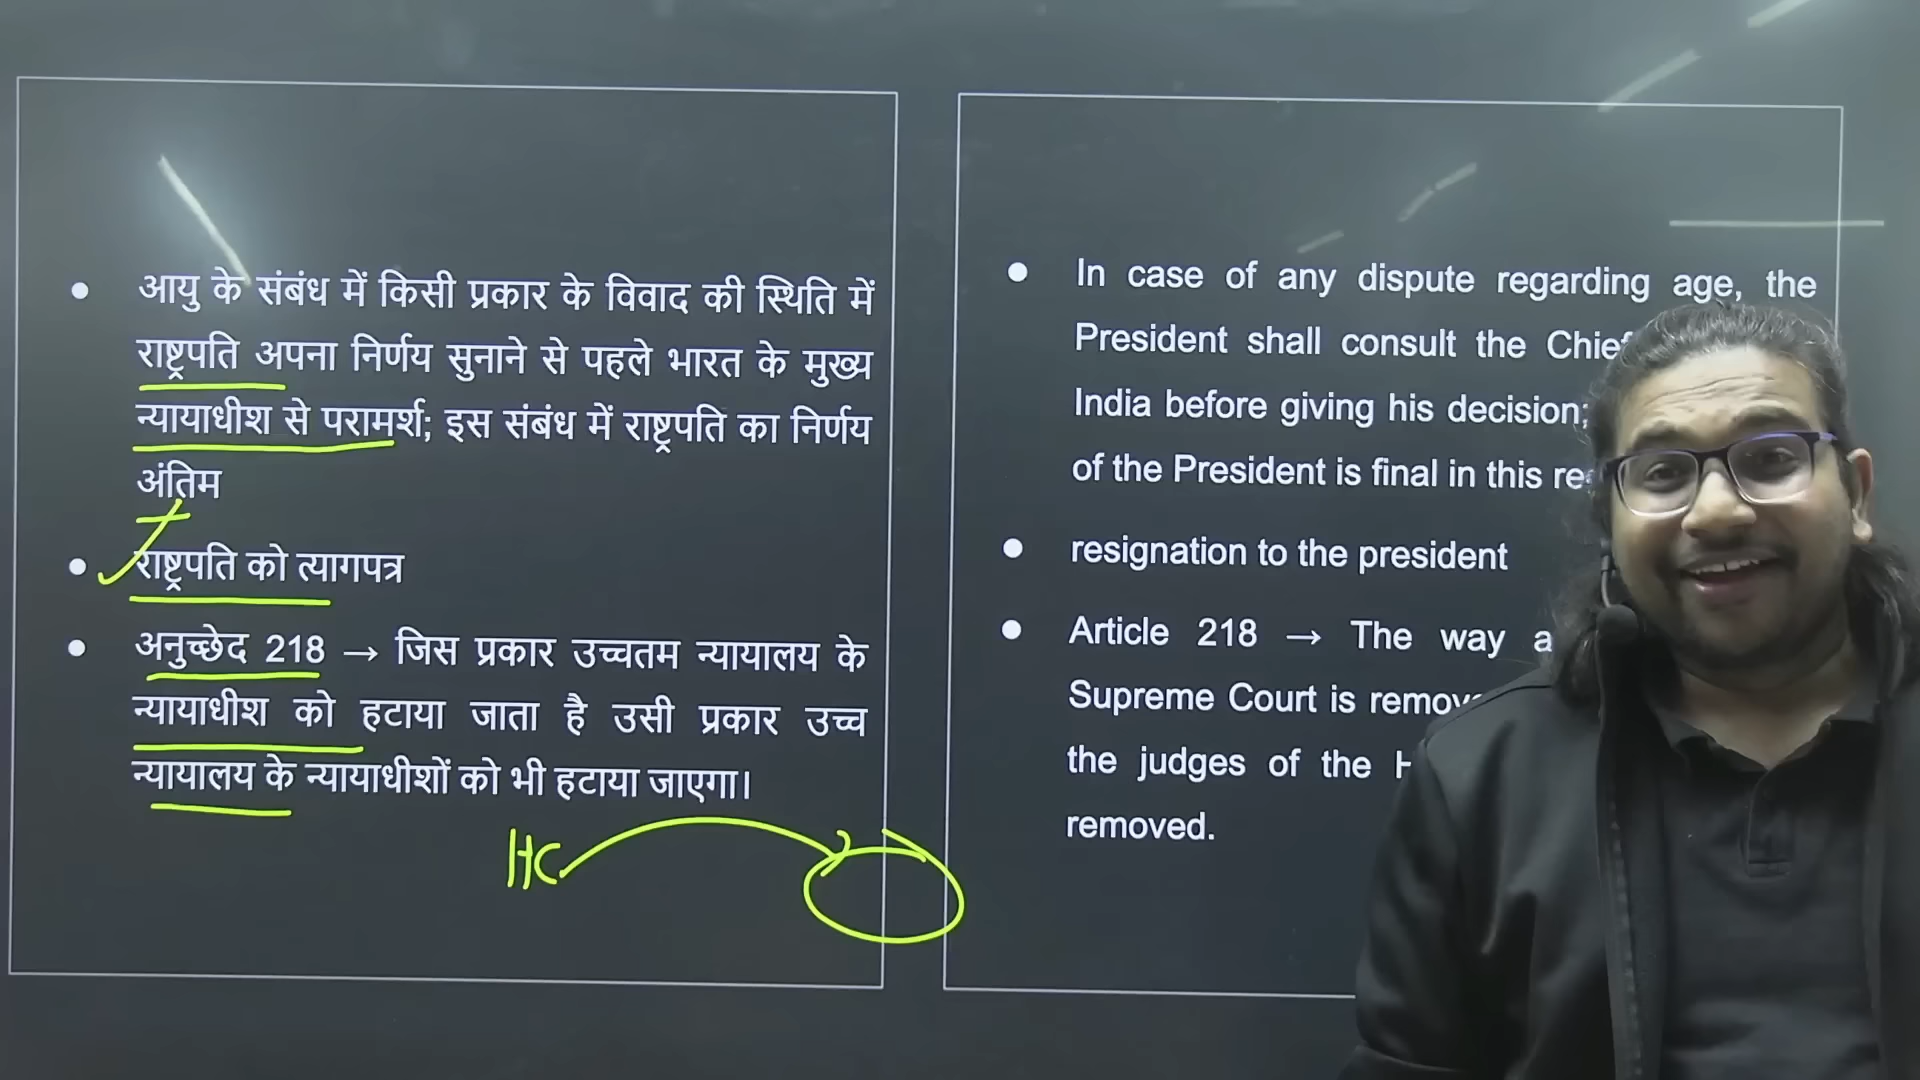 • आयु के संबंध में किसी प्रकार के विवाद की स्थिति में
राष्ट्रपति अपना निर्णय सुनाने से पहले भारत के मुख्य
न्यायाधीश से परामर्श; इस संबंध में राष्ट्रपति का निर्णय
अंतिम
• राष्ट्रपति को त्यागपत्र
• अनुच्छेद 218 → जिस प्रकार उच्चतम न्यायालय के
न्यायाधीश को हटाया जाता है उसी प्रकार उच्च
न्यायालय के न्यायाधीशों को भी हटाया जाएगा।
HC
• In case of any dispute regarding age, the
President shall consult the
India before giving his decision;
of the President is final in this
• resignation to the president
• Article 218 → The way
Supreme Court is
the judges of the
removed.